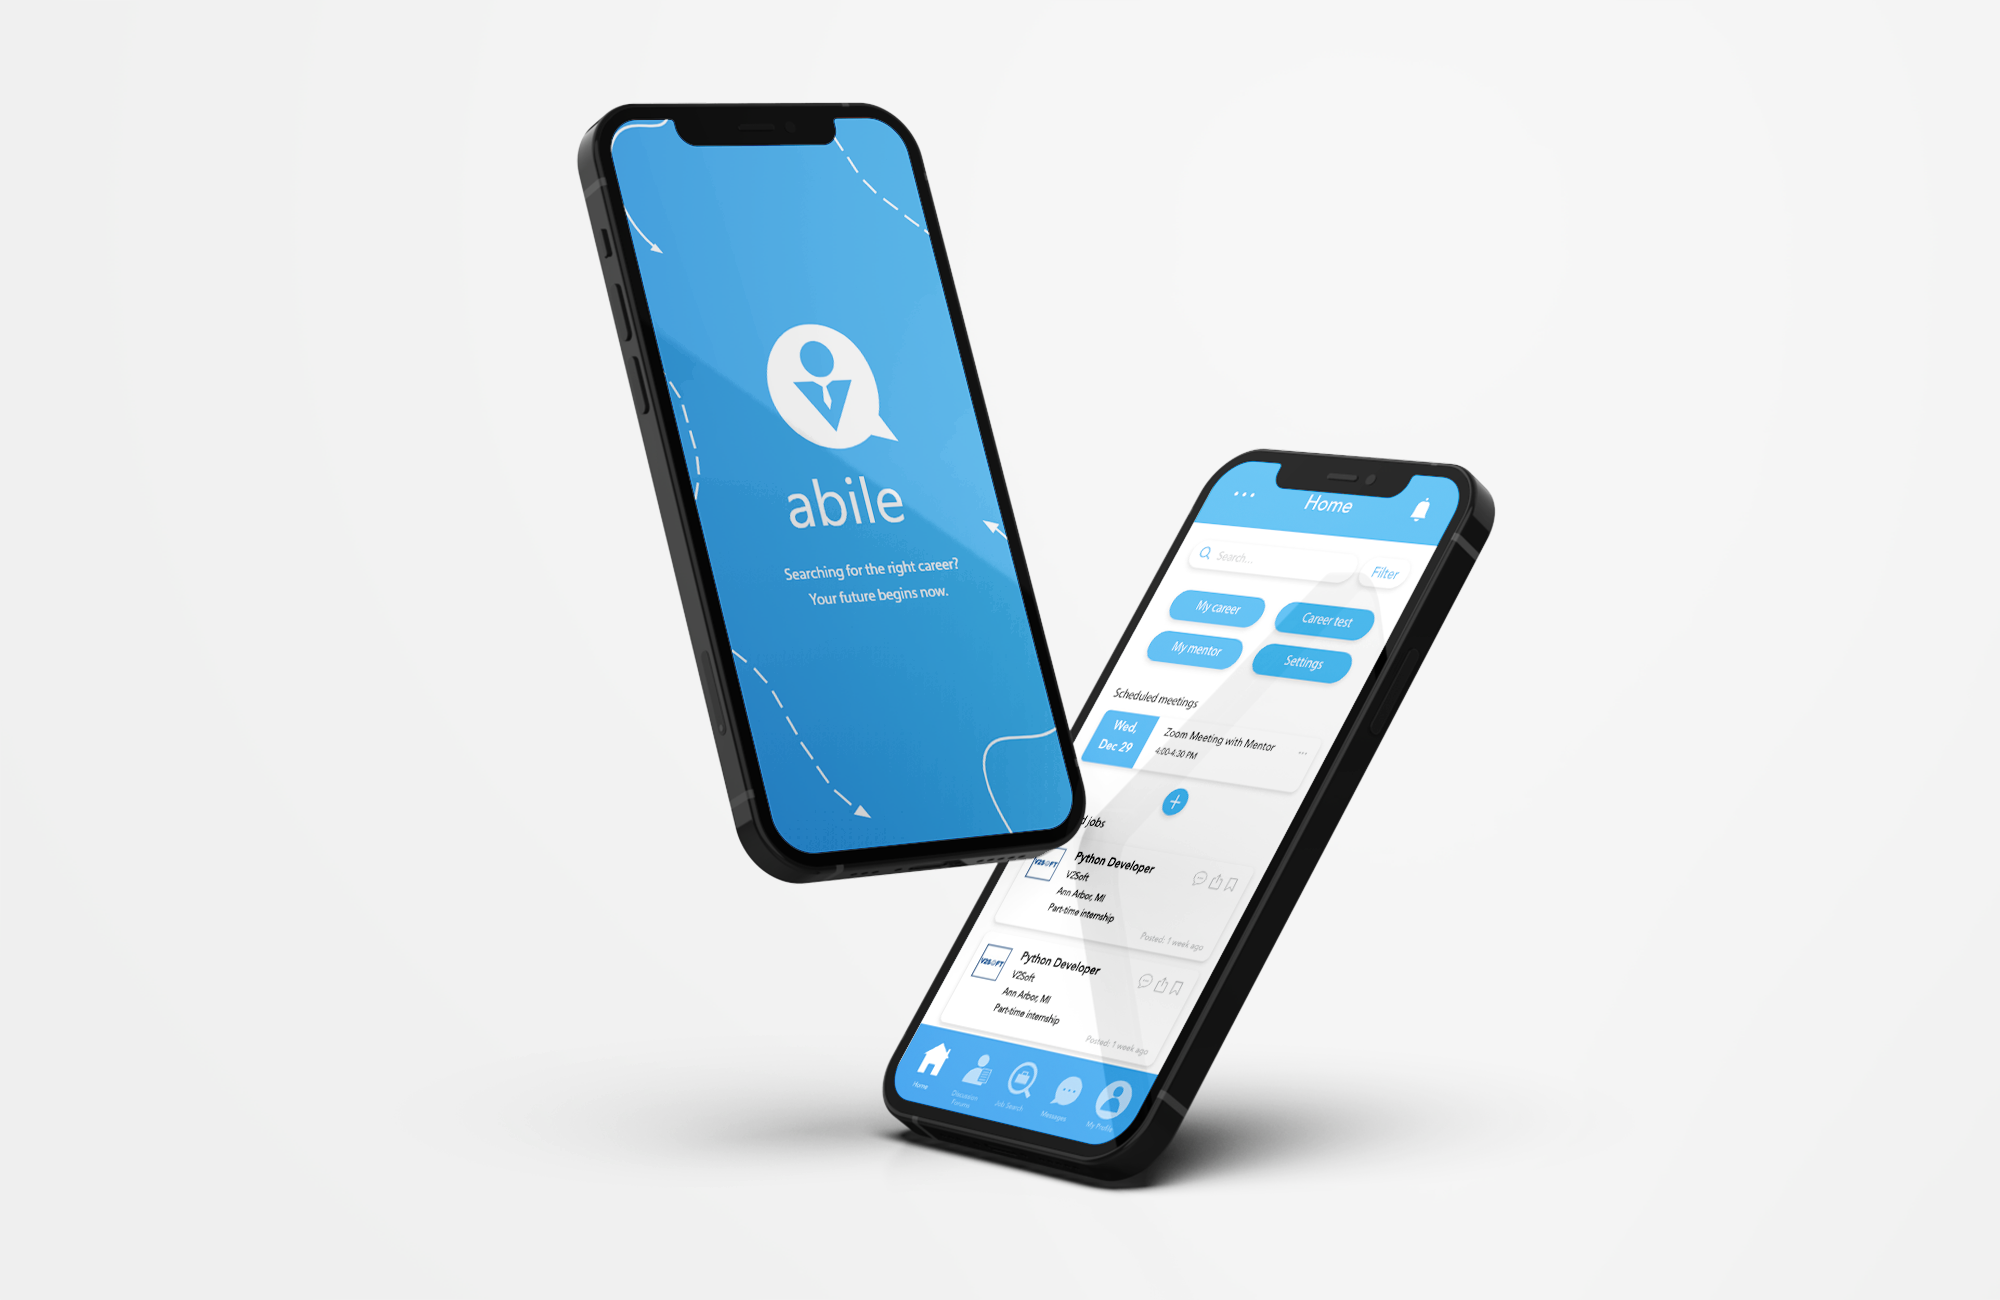 abile
Searching for the right career?
Your future begins now.
Home
Search...
Filter
My career
Career test
My mentor
Settings
Scheduled meetings
Wed,
Dec 29
Zoom Meeting with Mentor
4:00-4:30 PM
d jobs
V2SOFT
Python Developer
V2Soft
Ann Arbor, MI
Part-time internship
Posted: 1 week ago
V2SOFT
Python Developer
V2Soft
Ann Arbor, MI
Part-time internship
Posted: 1 week ago
Home
Discussion
Forums
Job Search
Messages
My Profile